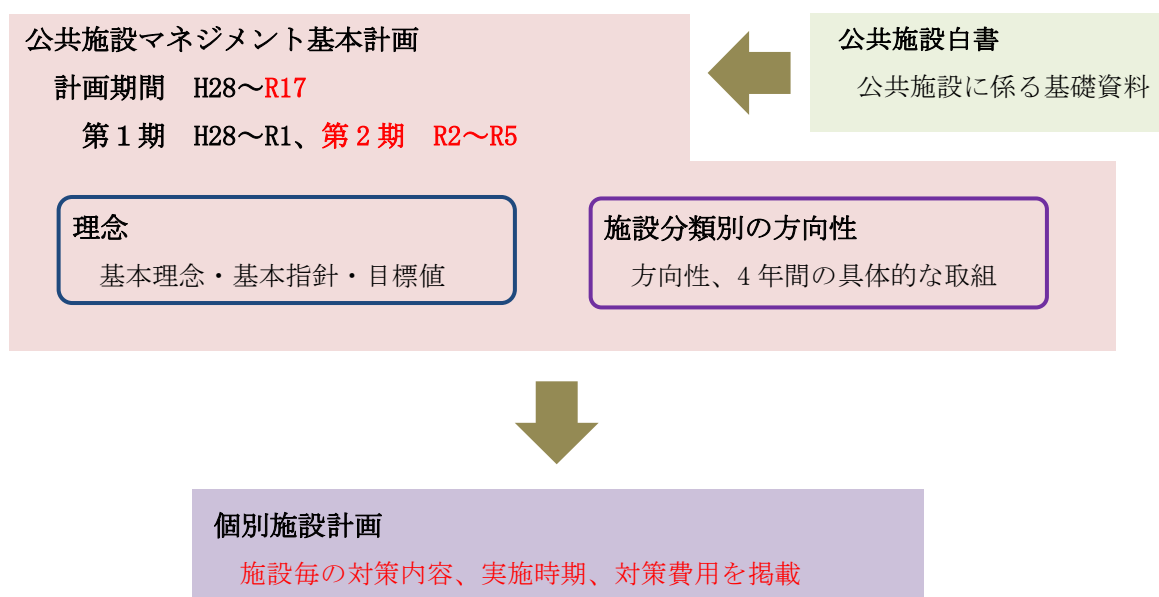 公共施設マネジメント基本計画
計画期間　H28～R17
第1期　H28～R1、第2期　R2～R5
公共施設白書
公共施設に係る基礎資料
理念
基本理念・基本指針・目標値
施設分類別の方向性
方向性、4年間の具体的な取組
個別施設計画
施設毎の対策内容、実施時期、対策費用を掲載